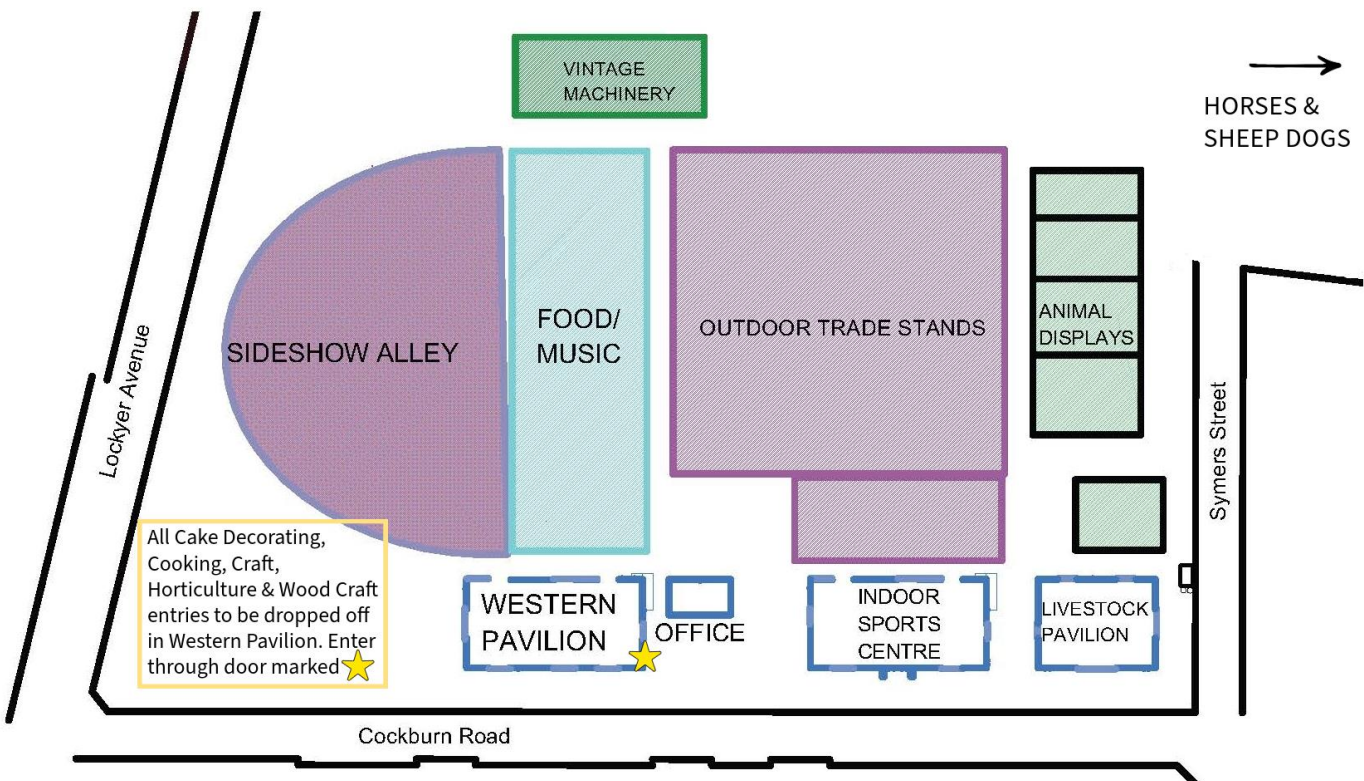 VINTAGE
MACHINERY
HORSES &
SHEEP DOGS
SIDESHOW ALLEY
FOOD/
MUSIC
OUTDOOR TRADE STANDS
ANIMAL
DISPLAYS
Lockyer Avenue
Symers Street
All Cake Decorating,
Cooking, Craft,
Horticulture & Wood Craft
entries to be dropped off
in Western Pavilion. Enter
through door marked
WESTERN
PAVILION
OFFICE
INDOOR
SPORTS
CENTRE
LIVESTOCK
PAVILION
Cockburn Road